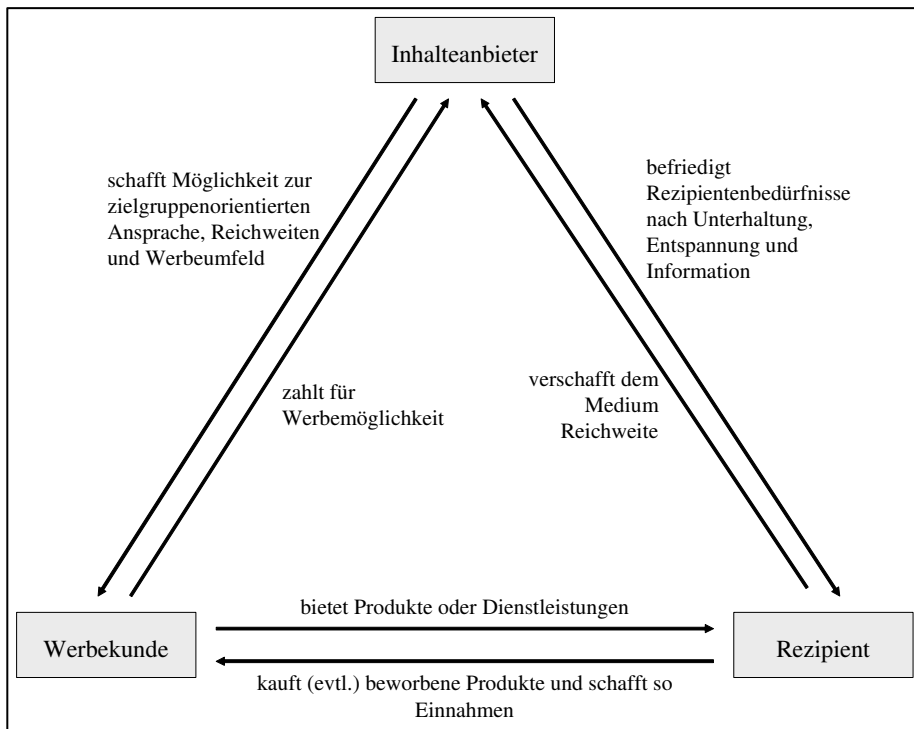 Inhalteanbieter
schafft Möglichkeit zur
zielgruppenorientierten
Ansprache, Reichweiten
und Werbeumfeld
befriedigt
Rezipientenbedürfnisse
nach Unterhaltung,
Entspannung und
Information
zahlt für
Werbemöglichkeit
verschafft dem
Medium
Reichweite
bietet Produkte oder Dienstleistungen
Werbekunde
Rezipient
kauft (evtl.) beworbene Produkte und schafft so
Einnahmen